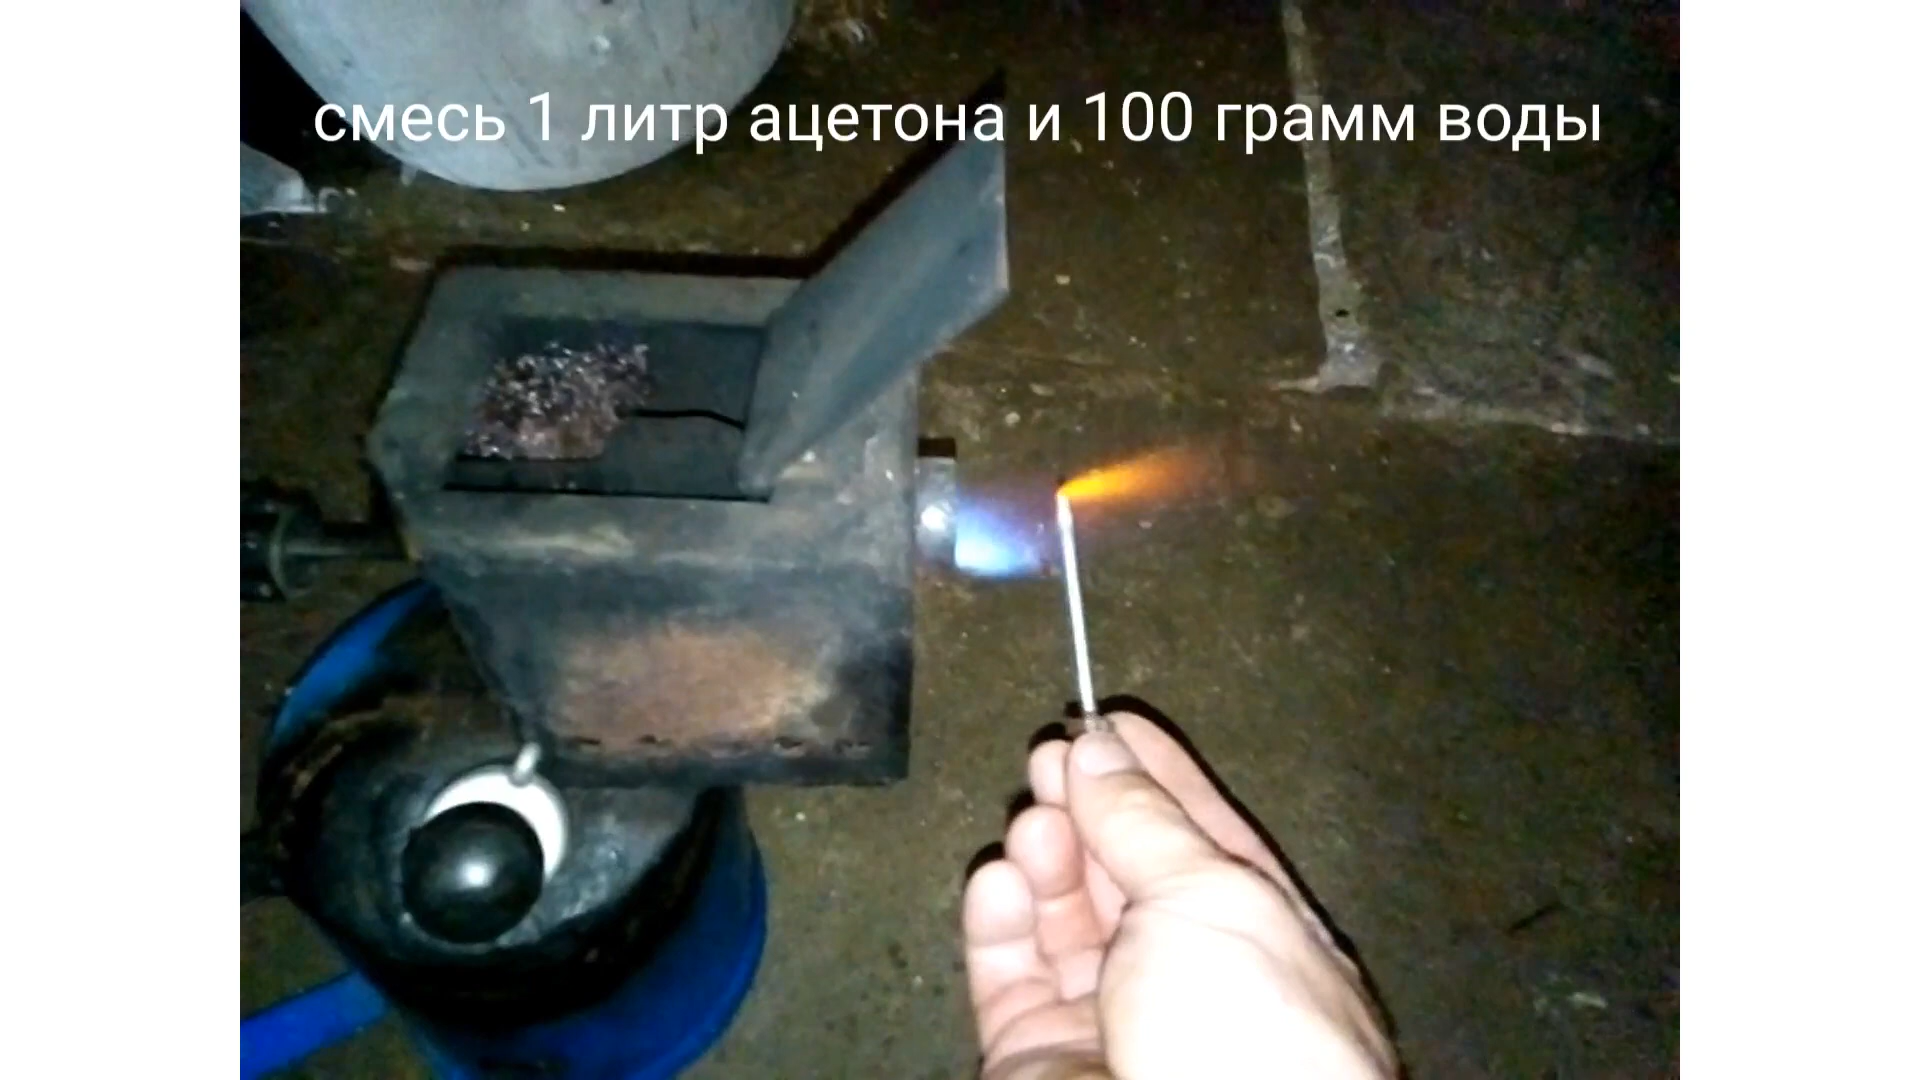 смесь 1 литр ацетона и 100 грамм воды